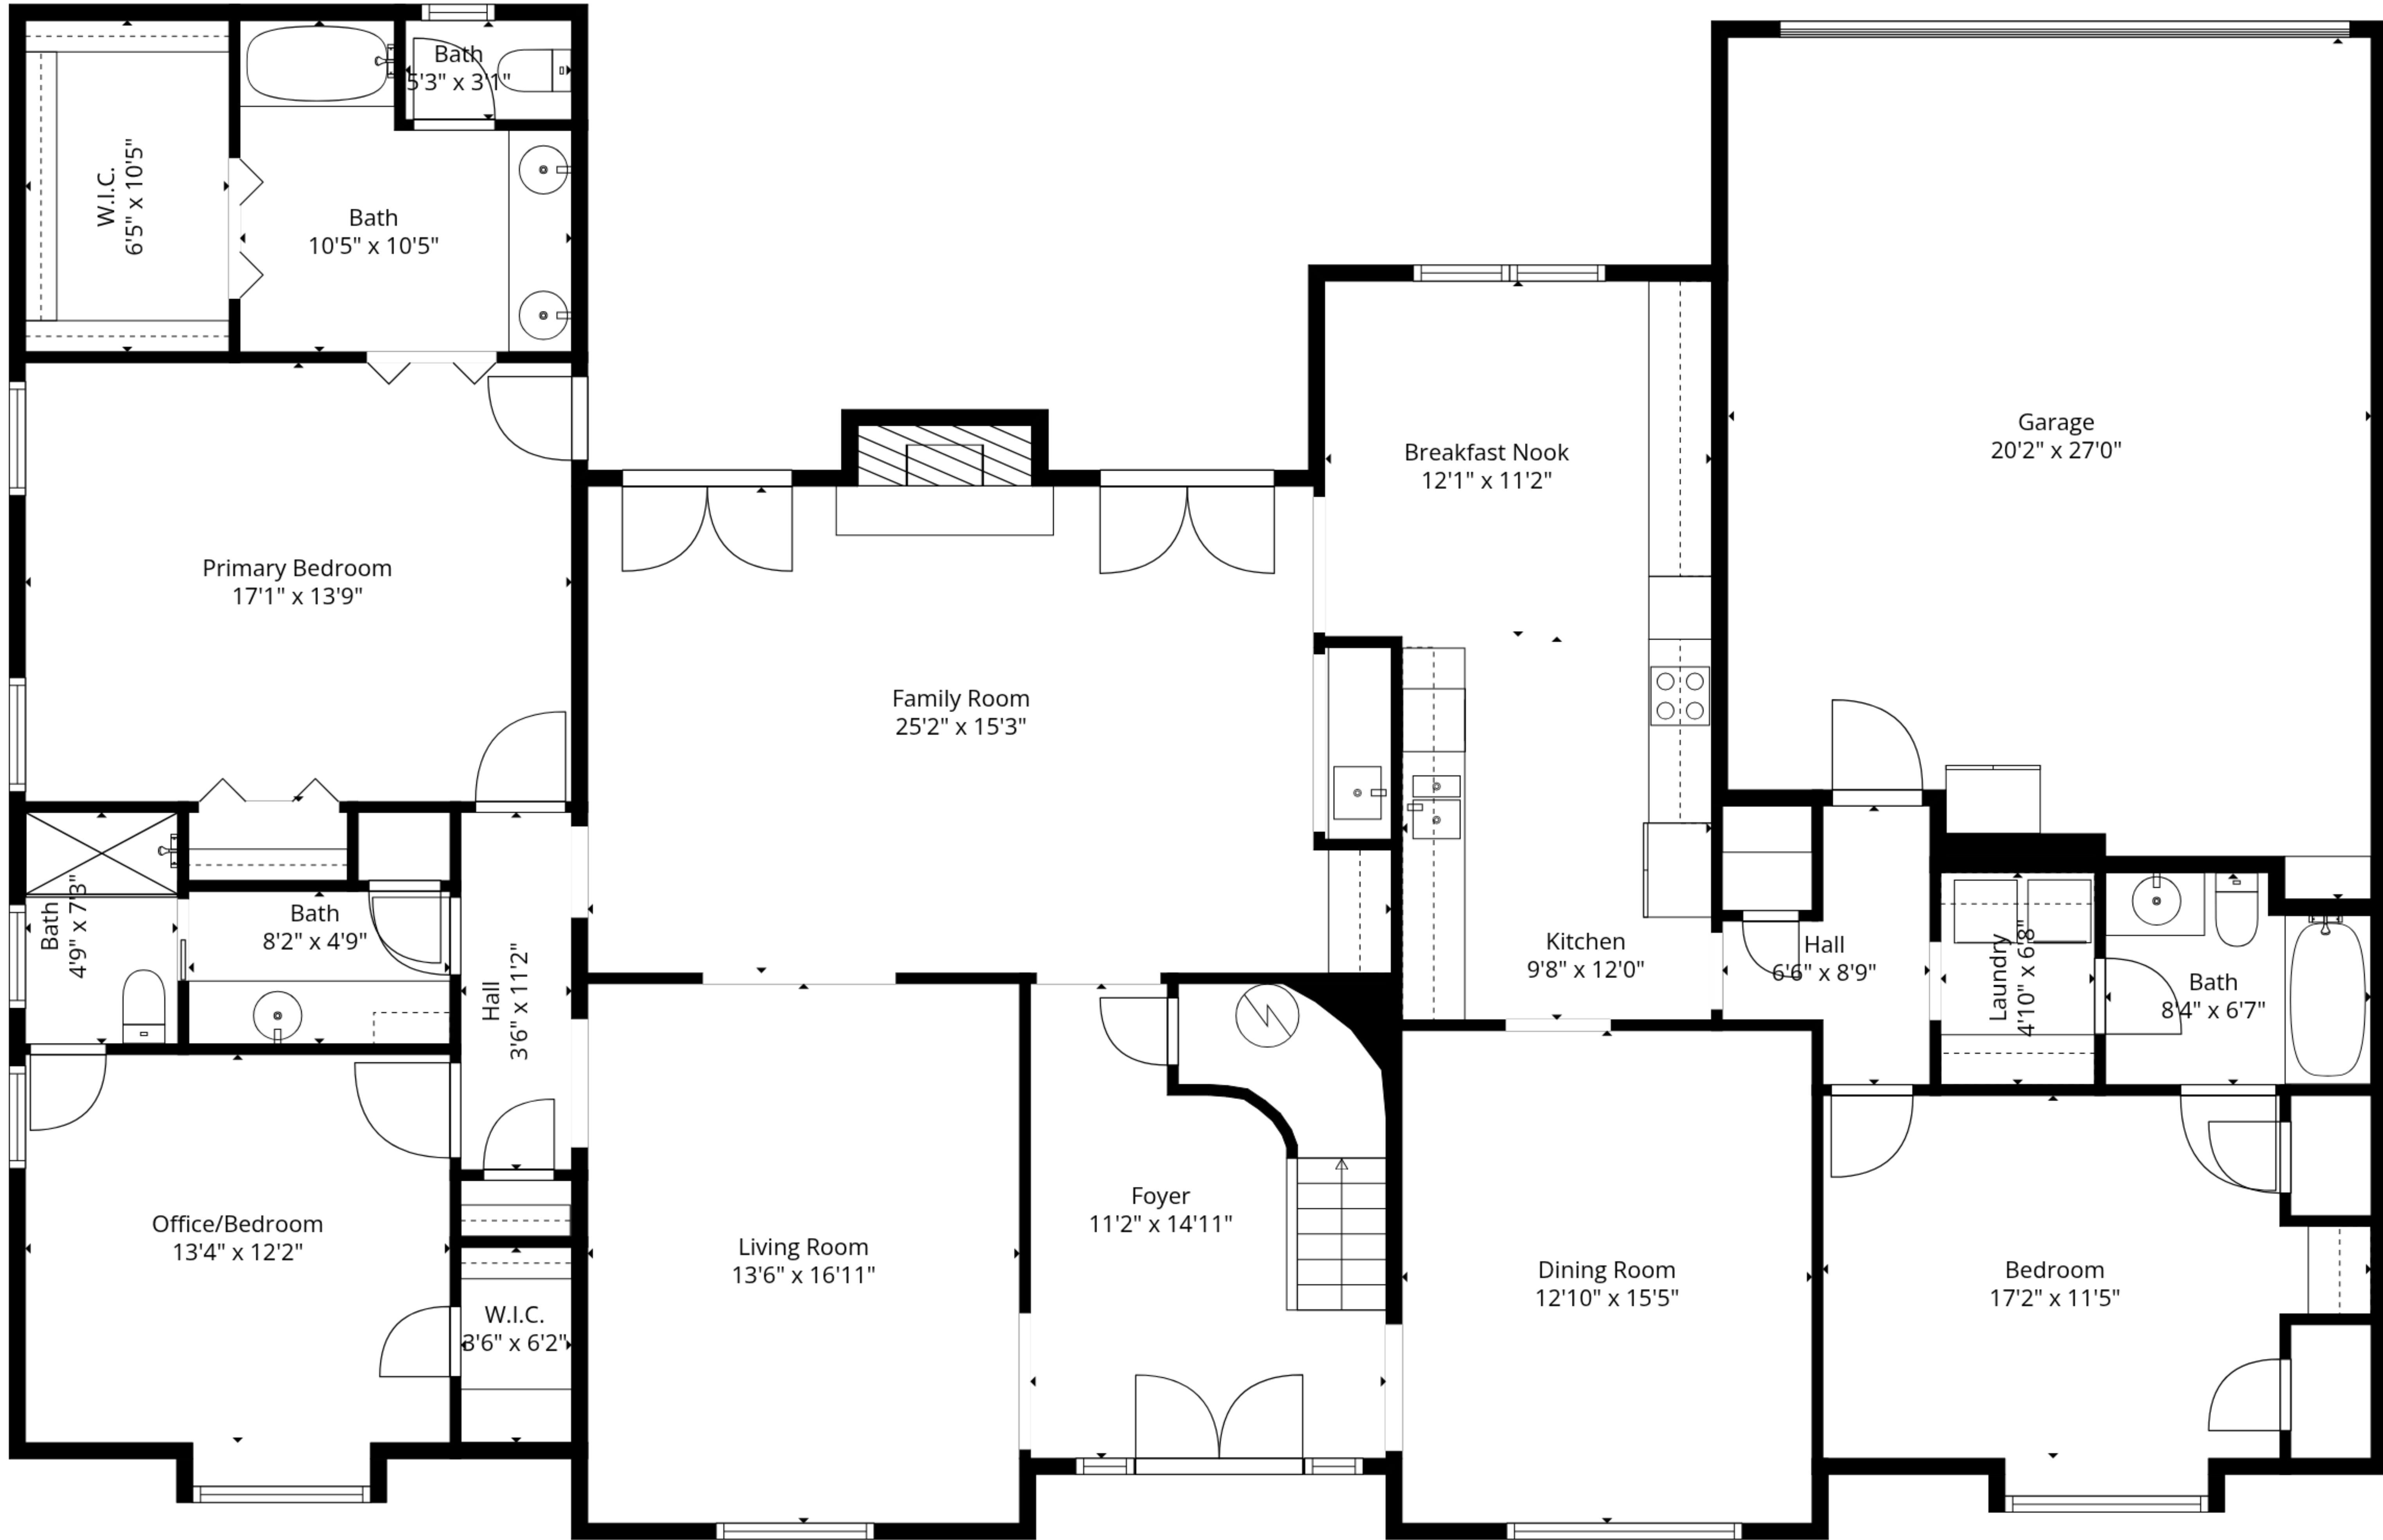 Bath
5'3" x 3'1"
W.I.C.
6'5" x 10'5"
Bath
10'5" x 10'5"
Garage
20'2" x 27'0"
Breakfast Nook
12'1" x 11'2"
Primary Bedroom
17'1" x 13'9"
Family Room
25'2" x 15'3"
Bath
4'9" x 7'3"
Bath
8'2" x 4'9"
Hall
3'6" x 11'2"
Kitchen
9'8" x 12'0"
Hall
6'6" x 8'9"
Laundry
4'10" x 6'8"
Bath
8'4" x 6'7"
Office/Bedroom
13'4" x 12'2"
W.I.C.
3'6" x 6'2"
Living Room
13'6" x 16'11"
Foyer
11'2" x 14'11"
Dining Room
12'10" x 15'5"
Bedroom
17'2" x 11'5"